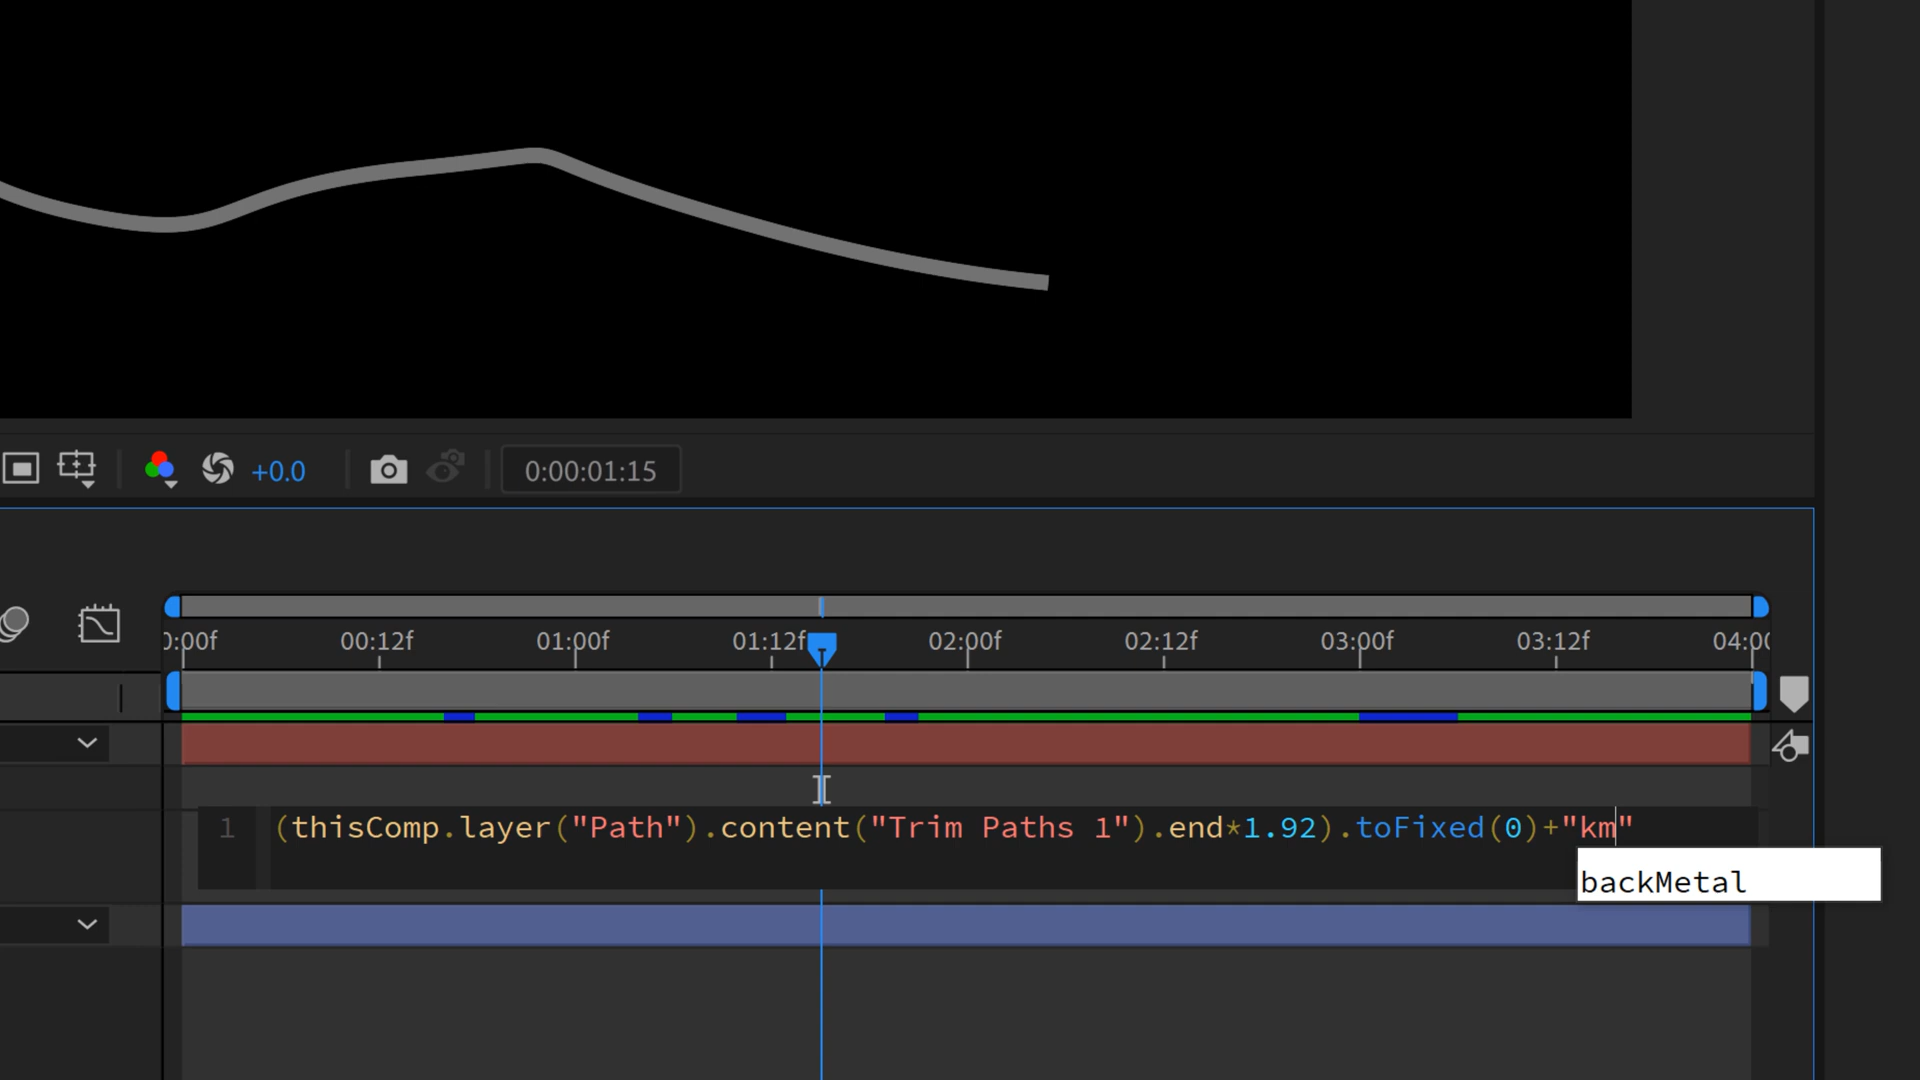 +0.0 0:00:01:15
0:00f 00:12f 01:00f 01:12f 02:00f 02:12f 03:00f 03:12f 04:00
1 (thisComp.layer("Path").content("Trim Paths 1").end*1.92).toFixed(0)+"km"
backMetal